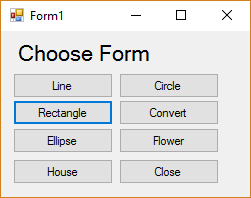 Form1
Choose Form
Line Circle
Rectangle Convert
Ellipse Flower
House Close